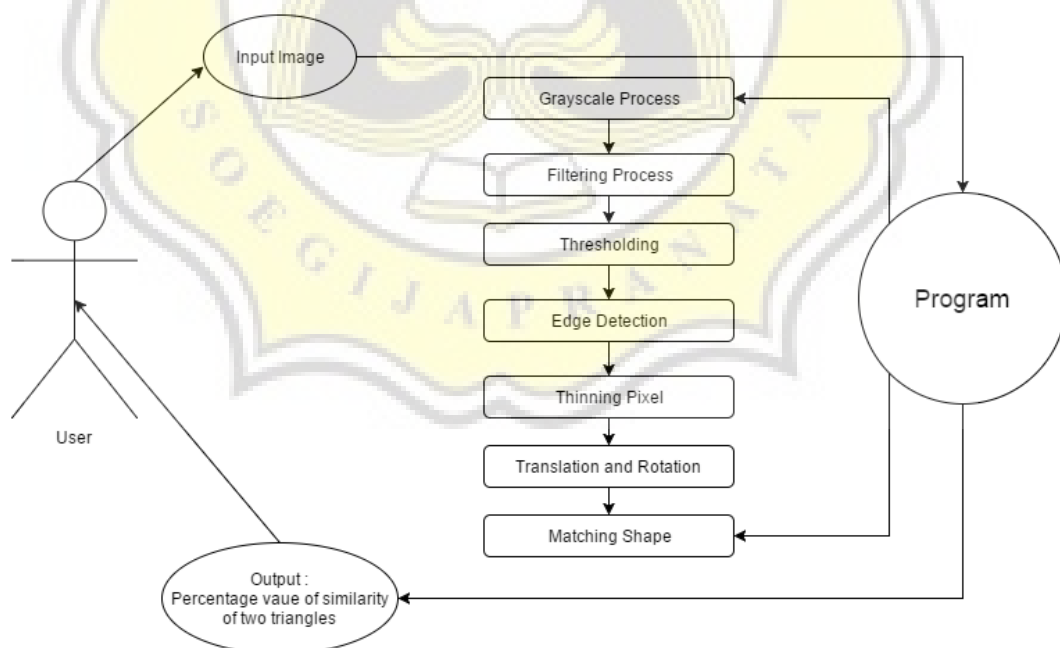 Input Image
Grayscale Process
Filtering Process
Thresholding
Edge Detection
Thinning Pixel
Translation and Rotation
Matching Shape
Program
User
Output :
Percentage vaue of similarity
of two triangles
SOEGIJAPRANATA